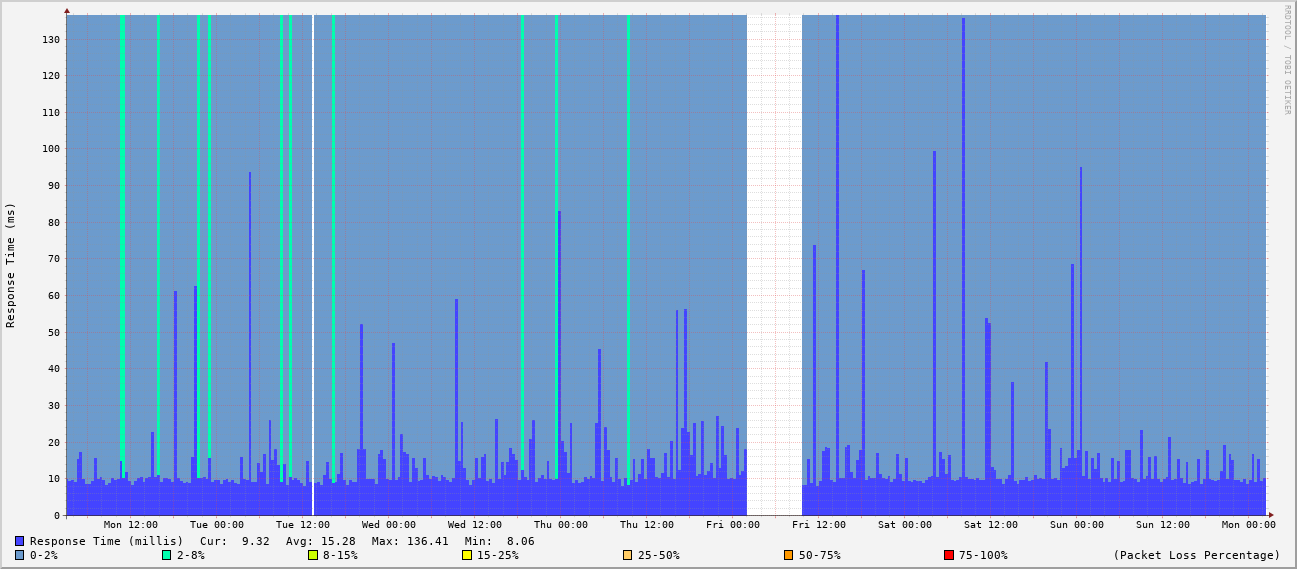 RRDTOOL / TOBI OETIKER
Response Time (ms)
130
120
110
100
90
80
70
60
50
40
30
20
10
0
Mon 12:00 Tue 00:00 Tue 12:00 Wed 00:00 Wed 12:00 Thu 00:00 Thu 12:00 Fri 00:00 Fri 12:00 Sat 00:00 Sat 12:00 Sun 00:00 Sun 12:00 Mon 00:00
Response Time (millis) Cur: 9.32 Avg: 15.28 Max: 136.41 Min: 8.06
0-2% 2-8% 8-15% 15-25% 25-50% 50-75% 75-100% (Packet Loss Percentage)